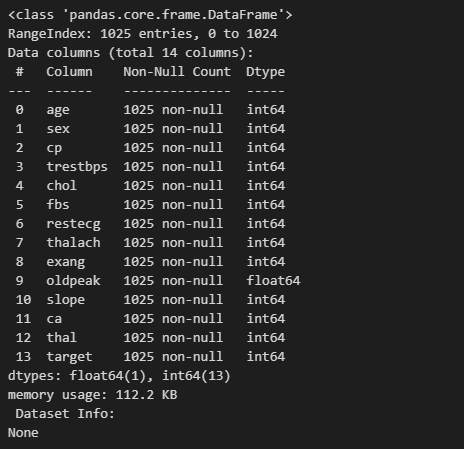 <class 'pandas.core.frame.DataFrame'>
RangeIndex: 1025 entries, 0 to 1024
Data columns (total 14 columns):
 #   Column    Non-Null Count  Dtype
---  ------    --------------  -----
 0   age       1025 non-null   int64
 1   sex       1025 non-null   int64
 2   cp        1025 non-null   int64
 3   trestbps  1025 non-null   int64
 4   chol      1025 non-null   int64
 5   fbs       1025 non-null   int64
 6   restecg   1025 non-null   int64
 7   thalach   1025 non-null   int64
 8   exang     1025 non-null   int64
 9   oldpeak   1025 non-null   float64
 10  slope     1025 non-null   int64
 11  ca        1025 non-null   int64
 12  thal      1025 non-null   int64
 13  target    1025 non-null   int64
dtypes: float64(1), int64(13)
memory usage: 112.2 KB
 Dataset Info:
None